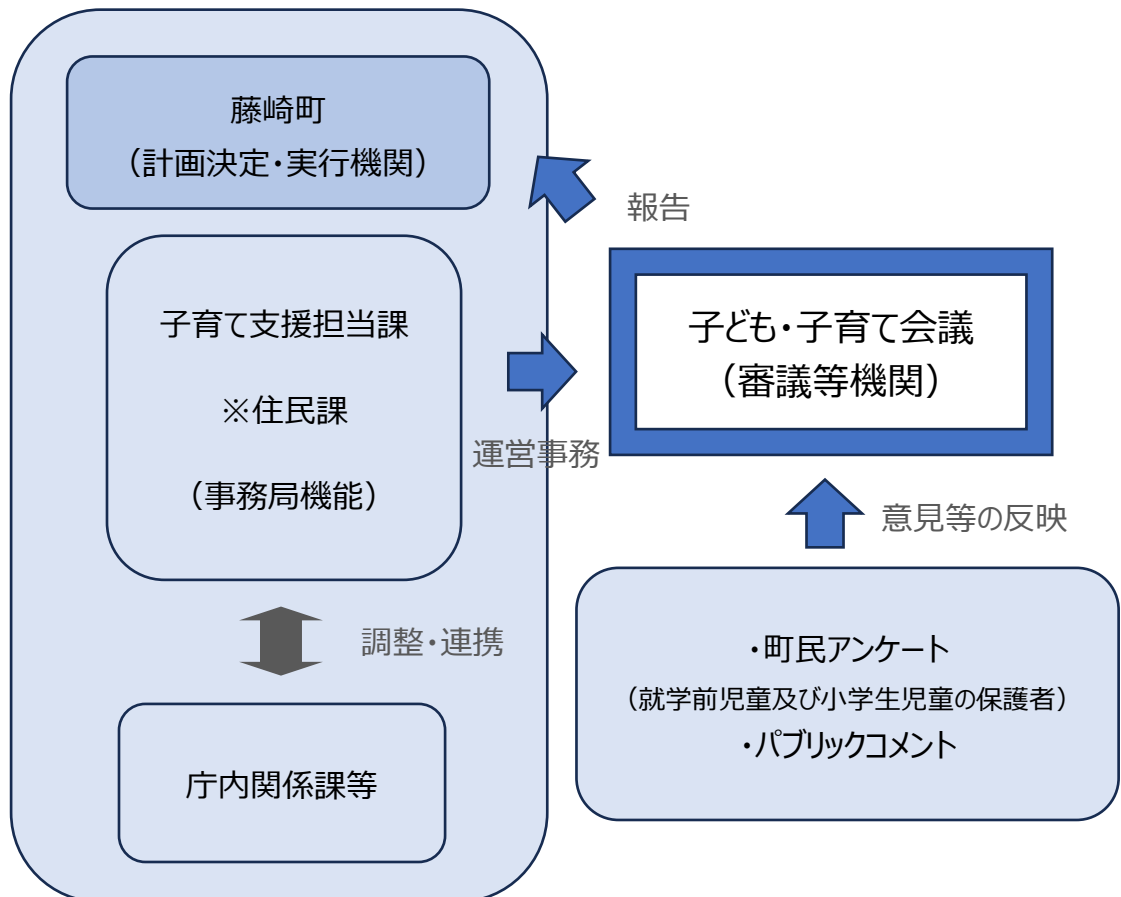 藤崎町
（計画決定・実行機関）
報告
子育て支援担当課
※住民課
（事務局機能）
運営事務
子ども・子育て会議
（審議等機関）
意見等の反映
調整・連携
・町民アンケート
（就学前児童及び小学生児童の保護者）
・パブリックコメント
庁内関係課等